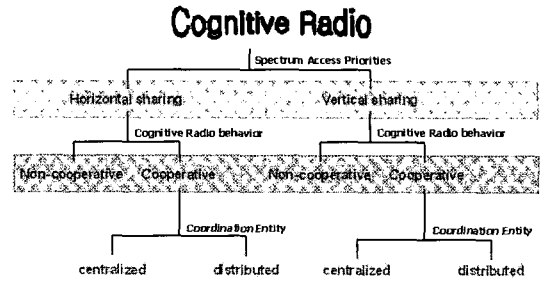 Cognitive Radio
Spectrum Access Priorities
Horizontal sharing Vertical sharing
Cognitive Radio behavior Cognitive Radio behavior
Non-cooperative Cooperative Non-cooperative Cooperative
Coordination Entity Coordination Entity
centralized distributed centralized distributed